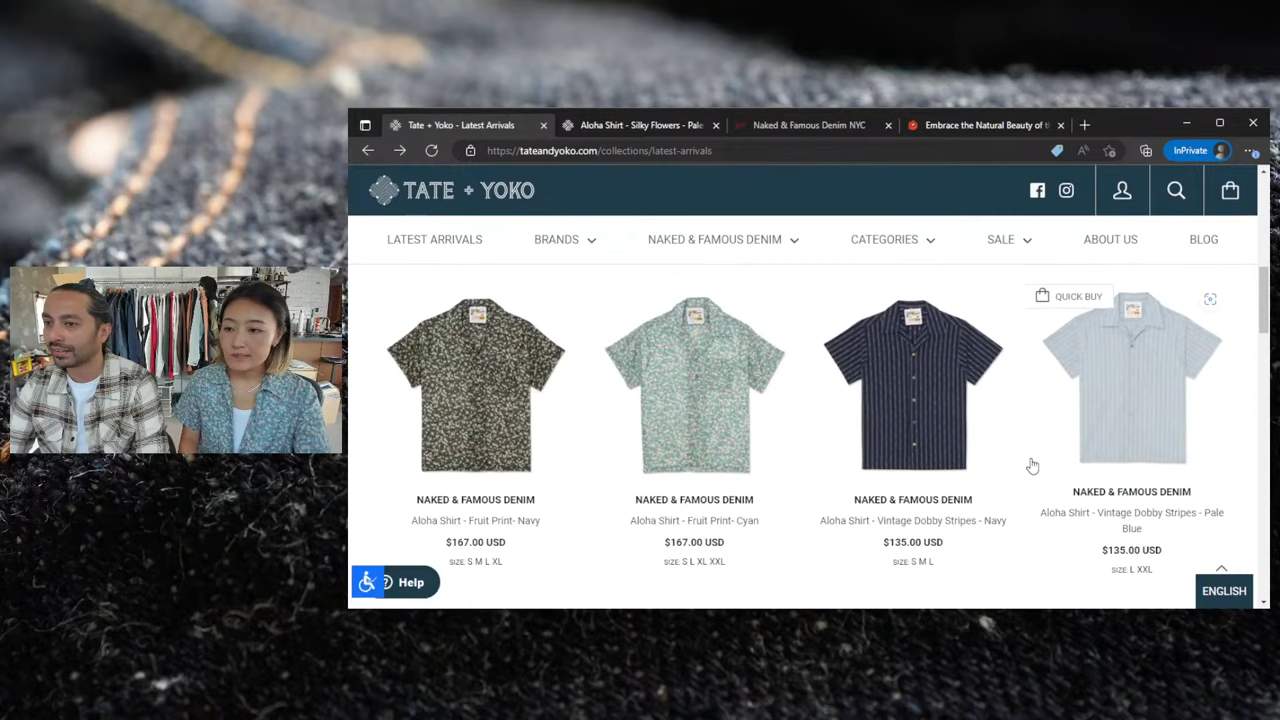 Tate + Yoko - Latest Arrivals
Aloha Shirt - Silky Flowers - Pale
Naked & Famous Denim NYC
Embrace the Natural Beauty of t
https://tateandyoko.com/collections/latest-arrivals
InPrivate
TATE + YOKO
LATEST ARRIVALS BRANDS NAKED & FAMOUS DENIM CATEGORIES SALE ABOUT US BLOG
QUICK BUY
NAKED & FAMOUS DENIM
Aloha Shirt - Fruit Print- Navy
$167.00 USD
SIZE: S M L XL
NAKED & FAMOUS DENIM
Aloha Shirt - Fruit Print- Cyan
$167.00 USD
SIZE: S L XL XXL
NAKED & FAMOUS DENIM
Aloha Shirt - Vintage Dobby Stripes - Navy
$135.00 USD
SIZE: S M L
NAKED & FAMOUS DENIM
Aloha Shirt - Vintage Dobby Stripes - Pale
Blue
$135.00 USD
SIZE: L XXL
Help
ENGLISH